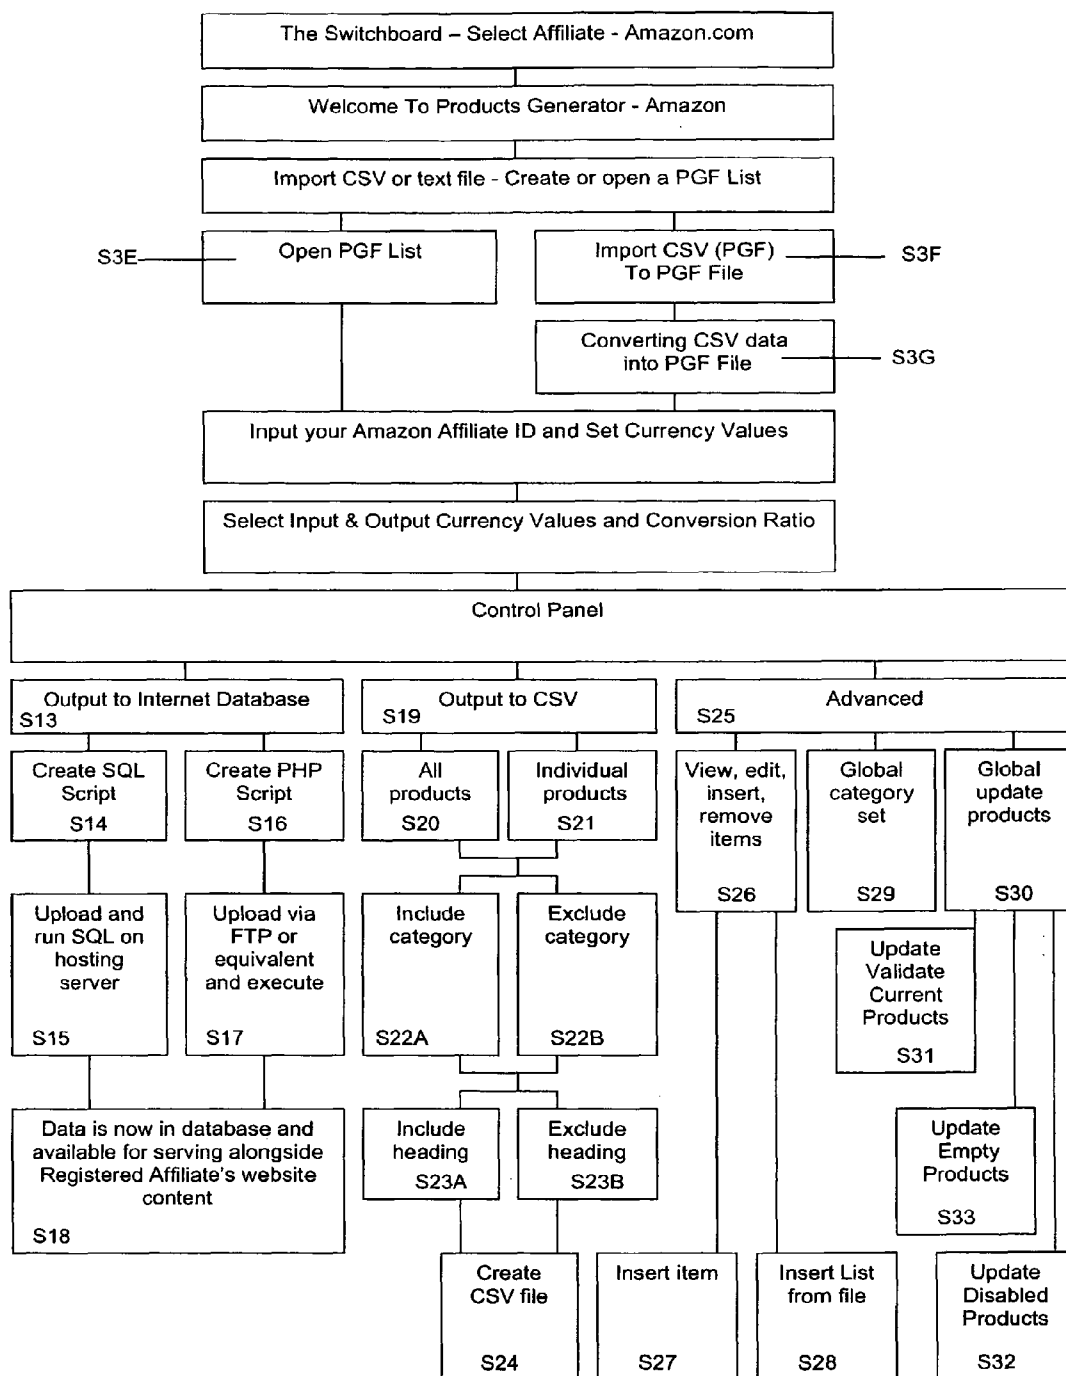 The Switchboard – Select Affiliate - Amazon.com
Welcome To Products Generator - Amazon
Import CSV or text file - Create or open a PGF List
S3E
Open PGF List
Import CSV (PGF)
To PGF File
S3F
Converting CSV data
into PGF File
S3G
Input your Amazon Affiliate ID and Set Currency Values
Select Input & Output Currency Values and Conversion Ratio
Control Panel
Output to Internet Database
S13
Output to CSV
S19
Advanced
S25
Create SQL
Script
S14
Create PHP
Script
S16
All
products
S20
Individual
products
S21
View, edit,
insert,
remove
items
S26
Global
category
set
S29
Global
update
products
S30
Upload and
run SQL on
hosting
server
S15
Upload via
FTP or
equivalent
and execute
S17
Include
category
S22A
Exclude
category
S22B
Update
Validate
Current
Products
S31
Data is now in database and
available for serving alongside
Registered Affiliate's website
content
S18
Include
heading
S23A
Exclude
heading
S23B
Update
Empty
Products
S33
Create
CSV file
S24
Insert item
S27
Insert List
from file
S28
Update
Disabled
Products
S32